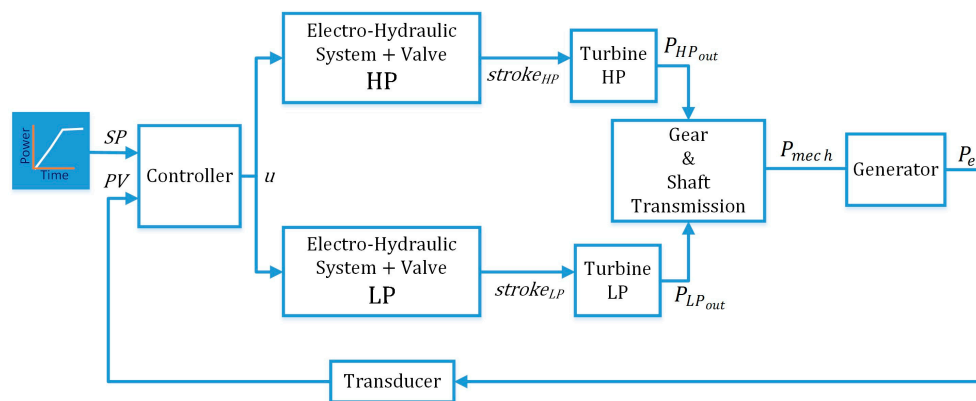 Power
Time
SP
PV
Controller
u
Electro-Hydraulic
System + Valve
HP
stroke_HP
Turbine
HP
P_HP_out
Electro-Hydraulic
System + Valve
LP
stroke_LP
Turbine
LP
P_LP_out
Gear
&
Shaft
Transmission
P_mech
Generator
P_e
Transducer